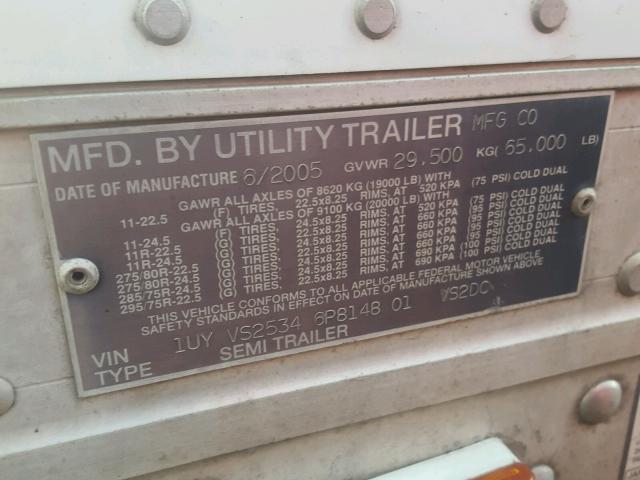 MFD. BY UTILITY TRAILER MFG CO
DATE OF MANUFACTURE 6/2005 GVWR 29.500 KG( 65.000 LB)
GAWR ALL AXLES OF 8620 KG (19000 LB) WITH
11-22.5 (F) TIRES, 22.5x8.25 RIMS, AT 520 KPA (75 PSI) COLD DUAL
GAWR ALL AXLES OF 9100 KG (20000 LB) WITH
11-24.5 (F) TIRES, 24.5x8.25 RIMS, AT 520 KPA (75 PSI) COLD DUAL
11R-22.5 (G) TIRES, 22.5x8.25 RIMS, AT 660 KPA (95 PSI) COLD DUAL
11R-24.5 (G) TIRES, 24.5x8.25 RIMS, AT 660 KPA (95 PSI) COLD DUAL
275/80R-22.5 (G) TIRES, 22.5x8.25 RIMS, AT 660 KPA (95 PSI) COLD DUAL
275/80R-24.5 (G) TIRES, 24.5x8.25 RIMS, AT 660 KPA (95 PSI) COLD DUAL
285/75R-24.5 (G) TIRES, 24.5x8.25 RIMS, AT 690 KPA (100 PSI) COLD DUAL
295/75R-22.5 (G) TIRES, 22.5x8.25 RIMS, AT 690 KPA (100 PSI) COLD DUAL
THIS VEHICLE CONFORMS TO ALL APPLICABLE FEDERAL MOTOR VEHICLE
SAFETY STANDARDS IN EFFECT ON DATE OF MANUFACTURE SHOWN ABOVE
VIN 1UY VS2534 6P8148 01 VS2DC
TYPE SEMI TRAILER